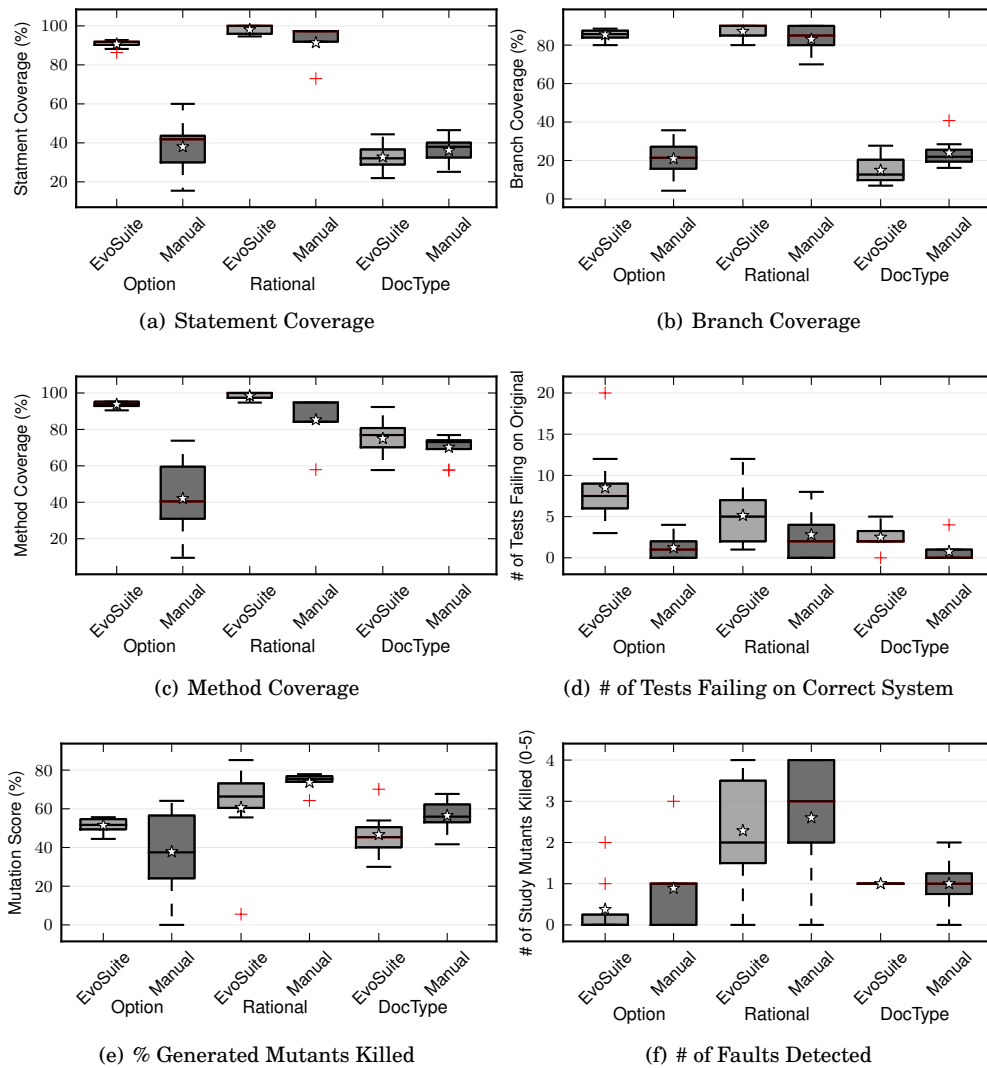 Statment Coverage (%)
100
80
60
40
20
EvoSuite
Manual
EvoSuite
Manual
EvoSuite
Manual
Option
Rational
DocType
(a) Statement Coverage
Branch Coverage (%)
80
60
40
20
0
EvoSuite
Manual
EvoSuite
Manual
EvoSuite
Manual
Option
Rational
DocType
(b) Branch Coverage
Method Coverage (%)
100
80
60
40
20
EvoSuite
Manual
EvoSuite
Manual
EvoSuite
Manual
Option
Rational
DocType
(c) Method Coverage
# of Tests Failing on Original
20
15
10
5
0
EvoSuite
Manual
EvoSuite
Manual
EvoSuite
Manual
Option
Rational
DocType
(d) # of Tests Failing on Correct System
Mutation Score (%)
80
60
40
20
0
EvoSuite
Manual
EvoSuite
Manual
EvoSuite
Manual
Option
Rational
DocType
(e) % Generated Mutants Killed
# of Study Mutants Killed (0-5)
4
3
2
1
0
EvoSuite
Manual
EvoSuite
Manual
EvoSuite
Manual
Option
Rational
DocType
(f) # of Faults Detected